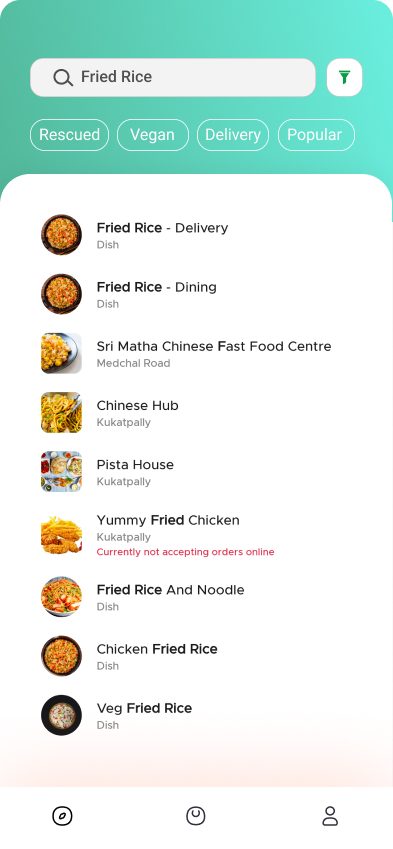 Fried Rice
Rescued Vegan Delivery Popular
Fried Rice - Delivery
Dish
Fried Rice - Dining
Dish
Sri Matha Chinese Fast Food Centre
Medchal Road
Chinese Hub
Kukatpally
Pista House
Kukatpally
Yummy Fried Chicken
Kukatpally
Currently not accepting orders online
Fried Rice And Noodle
Dish
Chicken Fried Rice
Dish
Veg Fried Rice
Dish